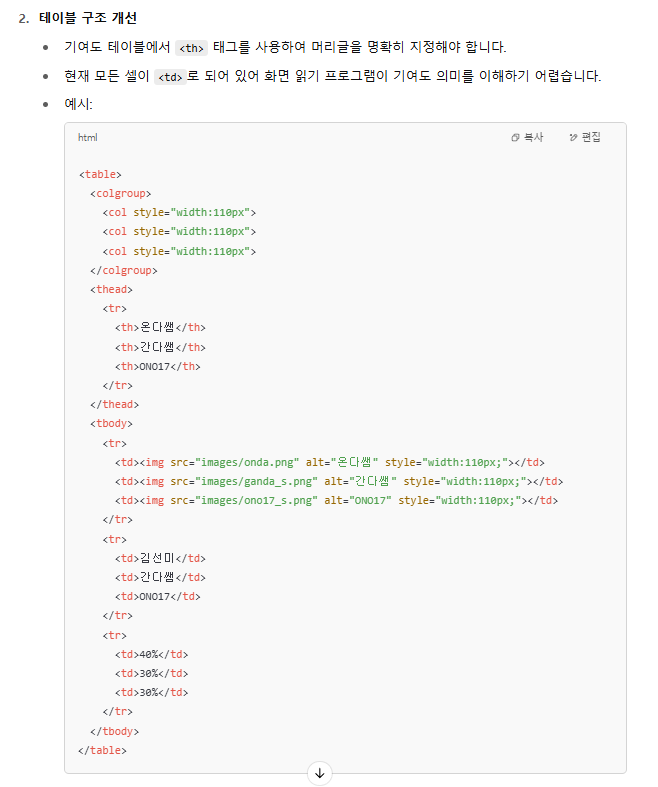 2. 테이블 구조 개선
• 기여도 테이블에서 <th> 태그를 사용하여 머리글을 명확히 지정해야 합니다.
• 현재 모든 셀이 <td>로 되어 있어 화면 읽기 프로그램이 기여도 의미를 이해하기 어렵습니다.
• 예시:
html 복사 편집
<table>
  <colgroup>
    <col style="width:110px">
    <col style="width:110px">
    <col style="width:110px">
  </colgroup>
  <thead>
    <tr>
      <th>온다쌤</th>
      <th>간다쌤</th>
      <th>ONO17</th>
    </tr>
  </thead>
  <tbody>
    <tr>
      <td><img src="images/onda.png" alt="온다쌤" style="width:110px;"></td>
      <td><img src="images/ganda_s.png" alt="간다쌤" style="width:110px;"></td>
      <td><img src="images/ono17_s.png" alt="ONO17" style="width:110px;"></td>
    </tr>
    <tr>
      <td>김선미</td>
      <td>간다쌤</td>
      <td>ONO17</td>
    </tr>
    <tr>
      <td>40%</td>
      <td>30%</td>
      <td>30%</td>
    </tr>
  </tbody>
</table>